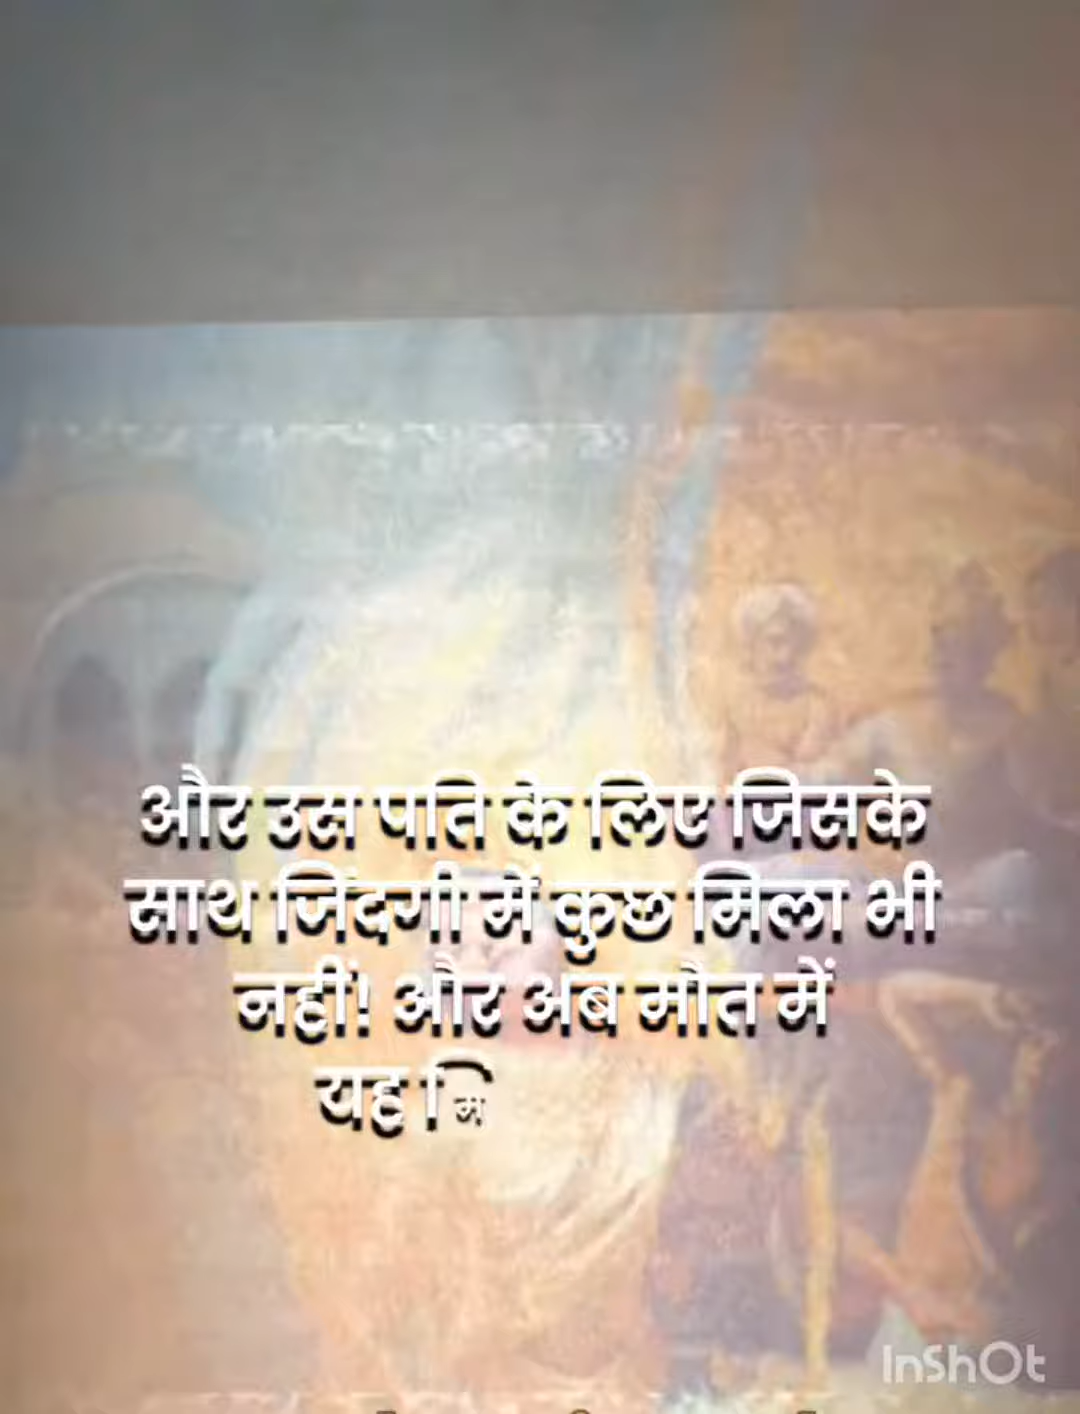 और उस पति के लिए जिसके
साथ जिंदगी में कुछ मिला भी
नहीं! और अब मौत में
यह मि
InShOt